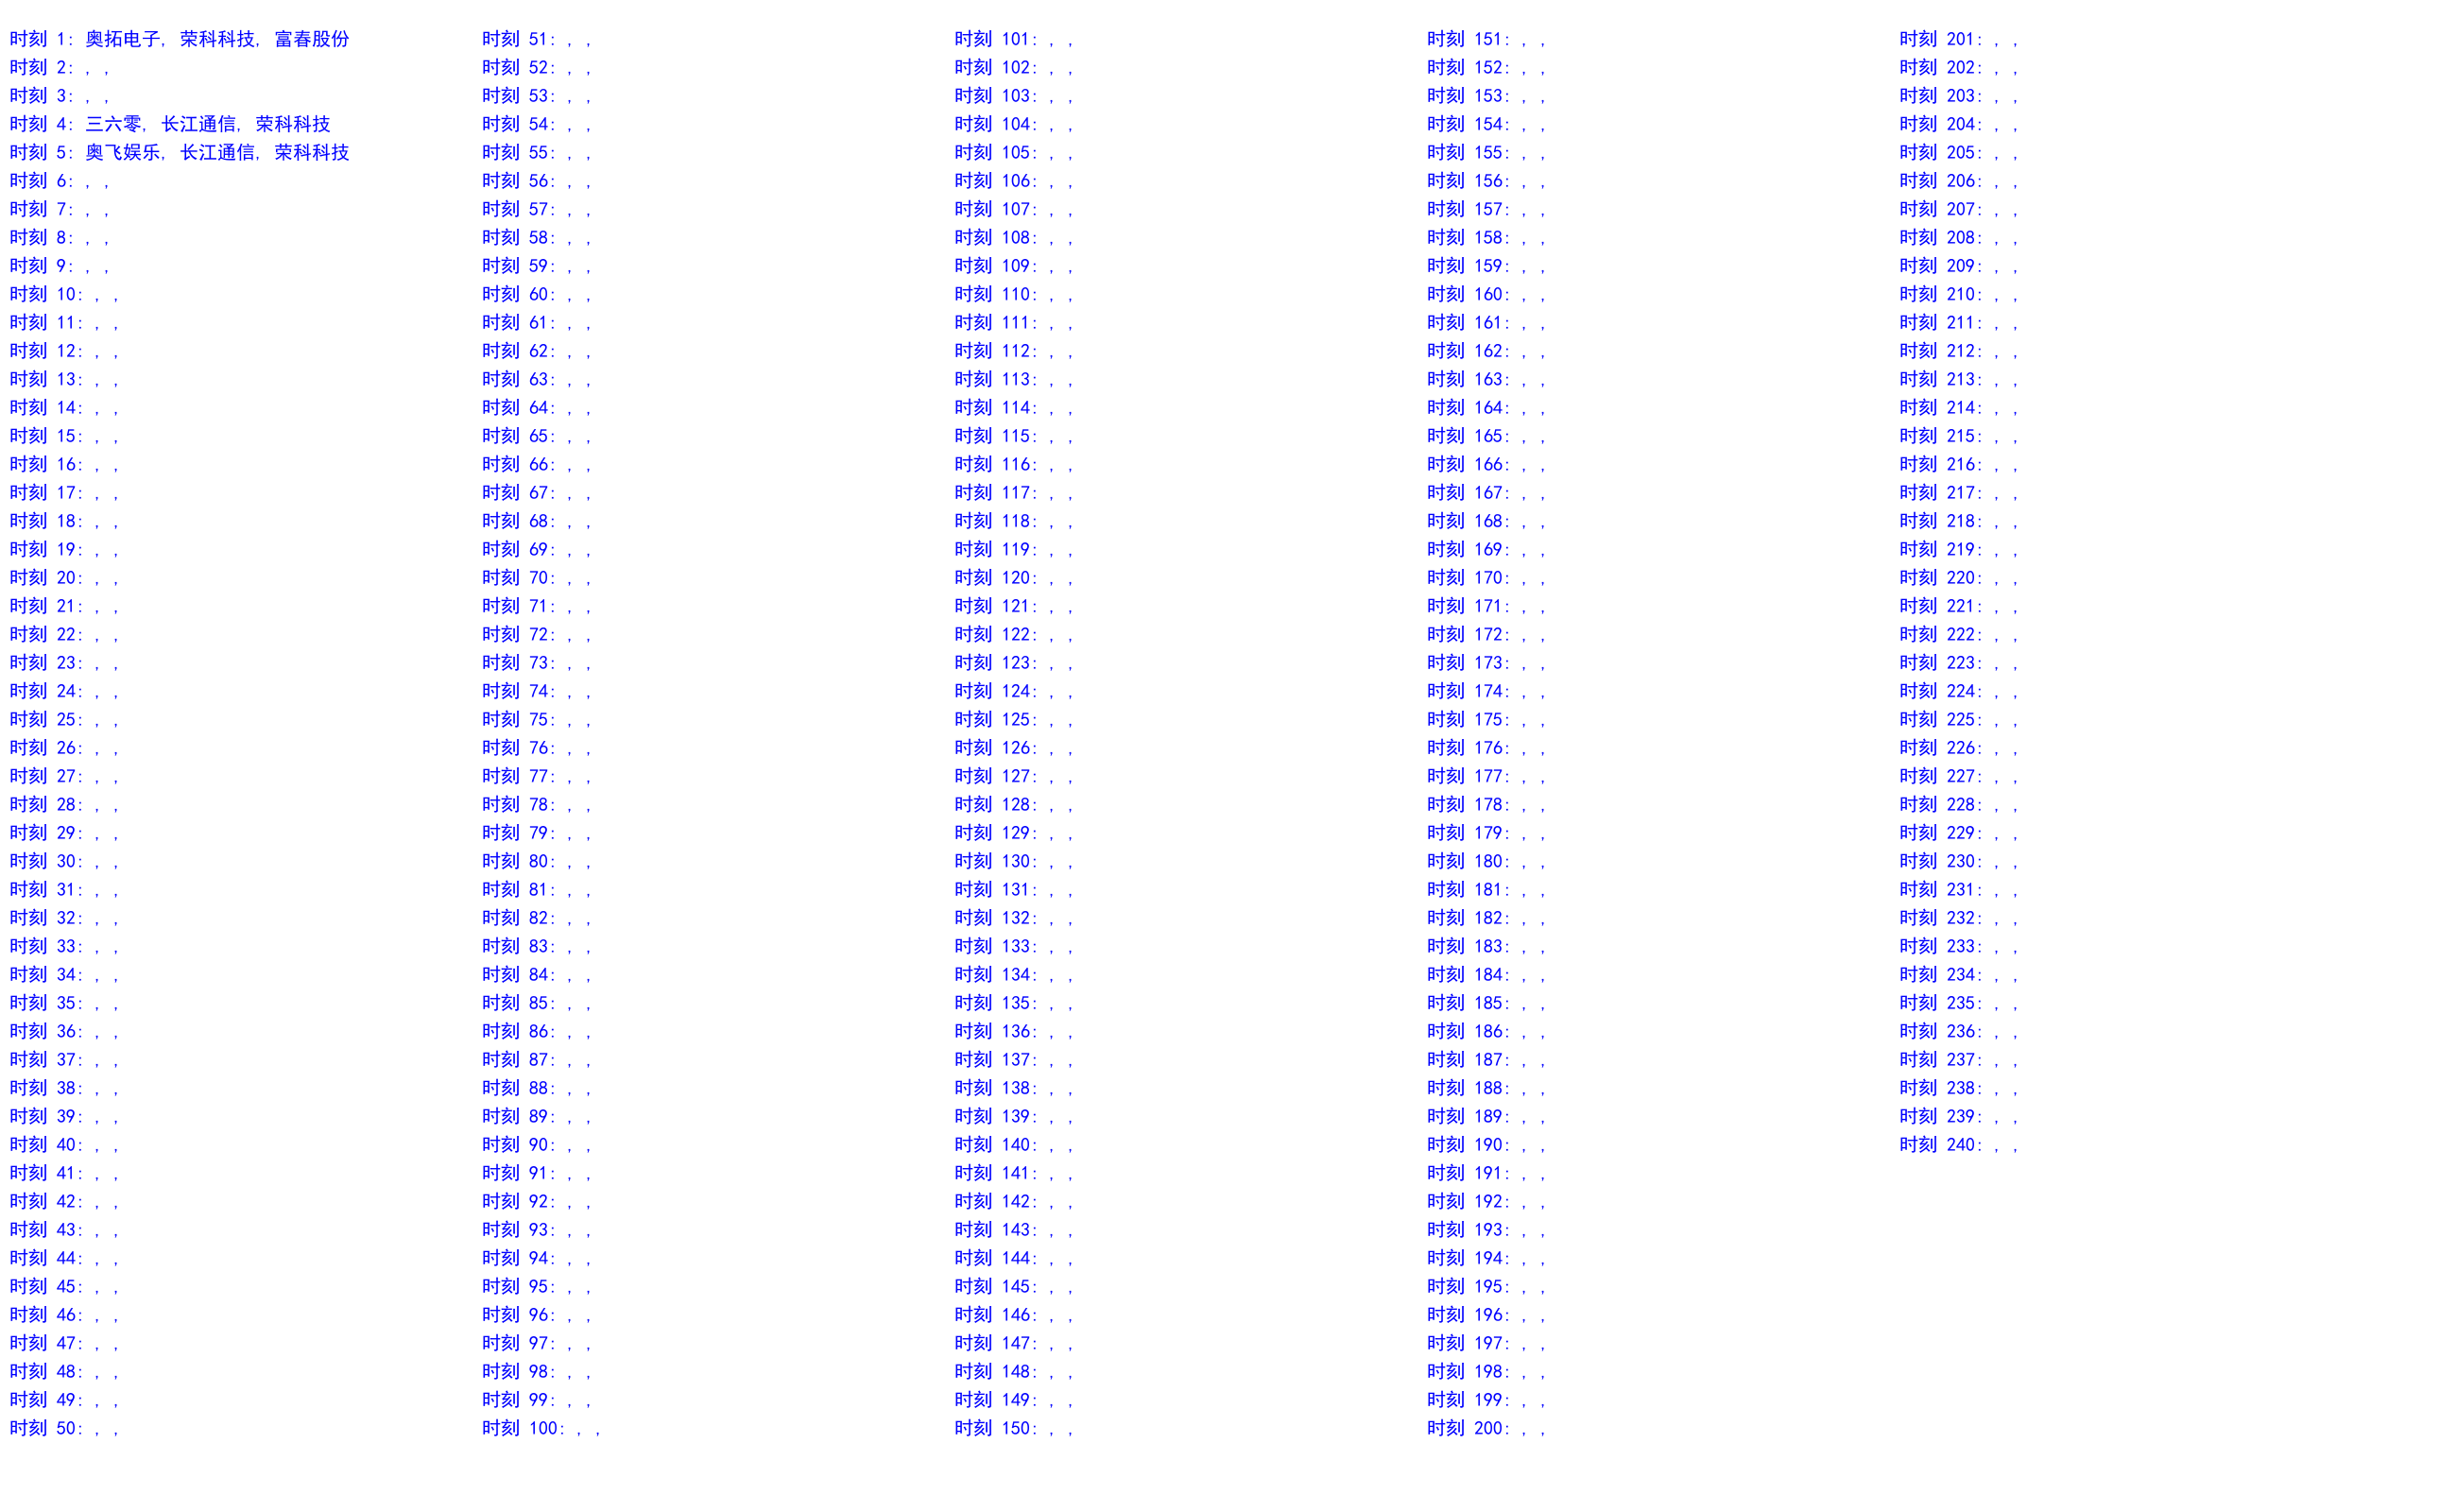 时刻 1: 奥拓电子, 荣科科技, 富春股份
时刻 2: , ,
时刻 3: , ,
时刻 4: 三六零, 长江通信, 荣科科技
时刻 5: 奥飞娱乐, 长江通信, 荣科科技
时刻 6: , ,
时刻 7: , ,
时刻 8: , ,
时刻 9: , ,
时刻 10: , ,
时刻 11: , ,
时刻 12: , ,
时刻 13: , ,
时刻 14: , ,
时刻 15: , ,
时刻 16: , ,
时刻 17: , ,
时刻 18: , ,
时刻 19: , ,
时刻 20: , ,
时刻 21: , ,
时刻 22: , ,
时刻 23: , ,
时刻 24: , ,
时刻 25: , ,
时刻 26: , ,
时刻 27: , ,
时刻 28: , ,
时刻 29: , ,
时刻 30: , ,
时刻 31: , ,
时刻 32: , ,
时刻 33: , ,
时刻 34: , ,
时刻 35: , ,
时刻 36: , ,
时刻 37: , ,
时刻 38: , ,
时刻 39: , ,
时刻 40: , ,
时刻 41: , ,
时刻 42: , ,
时刻 43: , ,
时刻 44: , ,
时刻 45: , ,
时刻 46: , ,
时刻 47: , ,
时刻 48: , ,
时刻 49: , ,
时刻 50: , ,
时刻 51: , ,
时刻 52: , ,
时刻 53: , ,
时刻 54: , ,
时刻 55: , ,
时刻 56: , ,
时刻 57: , ,
时刻 58: , ,
时刻 59: , ,
时刻 60: , ,
时刻 61: , ,
时刻 62: , ,
时刻 63: , ,
时刻 64: , ,
时刻 65: , ,
时刻 66: , ,
时刻 67: , ,
时刻 68: , ,
时刻 69: , ,
时刻 70: , ,
时刻 71: , ,
时刻 72: , ,
时刻 73: , ,
时刻 74: , ,
时刻 75: , ,
时刻 76: , ,
时刻 77: , ,
时刻 78: , ,
时刻 79: , ,
时刻 80: , ,
时刻 81: , ,
时刻 82: , ,
时刻 83: , ,
时刻 84: , ,
时刻 85: , ,
时刻 86: , ,
时刻 87: , ,
时刻 88: , ,
时刻 89: , ,
时刻 90: , ,
时刻 91: , ,
时刻 92: , ,
时刻 93: , ,
时刻 94: , ,
时刻 95: , ,
时刻 96: , ,
时刻 97: , ,
时刻 98: , ,
时刻 99: , ,
时刻 100: , ,
时刻 101: , ,
时刻 102: , ,
时刻 103: , ,
时刻 104: , ,
时刻 105: , ,
时刻 106: , ,
时刻 107: , ,
时刻 108: , ,
时刻 109: , ,
时刻 110: , ,
时刻 111: , ,
时刻 112: , ,
时刻 113: , ,
时刻 114: , ,
时刻 115: , ,
时刻 116: , ,
时刻 117: , ,
时刻 118: , ,
时刻 119: , ,
时刻 120: , ,
时刻 121: , ,
时刻 122: , ,
时刻 123: , ,
时刻 124: , ,
时刻 125: , ,
时刻 126: , ,
时刻 127: , ,
时刻 128: , ,
时刻 129: , ,
时刻 130: , ,
时刻 131: , ,
时刻 132: , ,
时刻 133: , ,
时刻 134: , ,
时刻 135: , ,
时刻 136: , ,
时刻 137: , ,
时刻 138: , ,
时刻 139: , ,
时刻 140: , ,
时刻 141: , ,
时刻 142: , ,
时刻 143: , ,
时刻 144: , ,
时刻 145: , ,
时刻 146: , ,
时刻 147: , ,
时刻 148: , ,
时刻 149: , ,
时刻 150: , ,
时刻 151: , ,
时刻 152: , ,
时刻 153: , ,
时刻 154: , ,
时刻 155: , ,
时刻 156: , ,
时刻 157: , ,
时刻 158: , ,
时刻 159: , ,
时刻 160: , ,
时刻 161: , ,
时刻 162: , ,
时刻 163: , ,
时刻 164: , ,
时刻 165: , ,
时刻 166: , ,
时刻 167: , ,
时刻 168: , ,
时刻 169: , ,
时刻 170: , ,
时刻 171: , ,
时刻 172: , ,
时刻 173: , ,
时刻 174: , ,
时刻 175: , ,
时刻 176: , ,
时刻 177: , ,
时刻 178: , ,
时刻 179: , ,
时刻 180: , ,
时刻 181: , ,
时刻 182: , ,
时刻 183: , ,
时刻 184: , ,
时刻 185: , ,
时刻 186: , ,
时刻 187: , ,
时刻 188: , ,
时刻 189: , ,
时刻 190: , ,
时刻 191: , ,
时刻 192: , ,
时刻 193: , ,
时刻 194: , ,
时刻 195: , ,
时刻 196: , ,
时刻 197: , ,
时刻 198: , ,
时刻 199: , ,
时刻 200: , ,
时刻 201: , ,
时刻 202: , ,
时刻 203: , ,
时刻 204: , ,
时刻 205: , ,
时刻 206: , ,
时刻 207: , ,
时刻 208: , ,
时刻 209: , ,
时刻 210: , ,
时刻 211: , ,
时刻 212: , ,
时刻 213: , ,
时刻 214: , ,
时刻 215: , ,
时刻 216: , ,
时刻 217: , ,
时刻 218: , ,
时刻 219: , ,
时刻 220: , ,
时刻 221: , ,
时刻 222: , ,
时刻 223: , ,
时刻 224: , ,
时刻 225: , ,
时刻 226: , ,
时刻 227: , ,
时刻 228: , ,
时刻 229: , ,
时刻 230: , ,
时刻 231: , ,
时刻 232: , ,
时刻 233: , ,
时刻 234: , ,
时刻 235: , ,
时刻 236: , ,
时刻 237: , ,
时刻 238: , ,
时刻 239: , ,
时刻 240: , ,